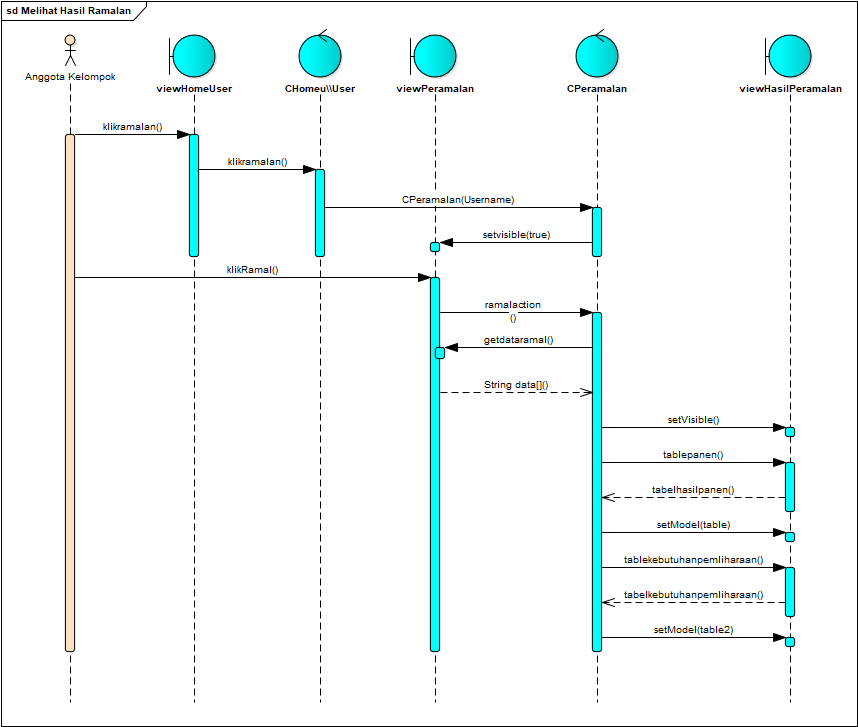 sd Melihat Hasil Ramalan
Anggota Kelompok
viewHomeUser
CHomeu\\User
viewPeramalan
CPeramalan
viewHasilPeramalan
klikramalan()
klikramalan()
CPeramalan(Username)
setvisible(true)
klikRamal()
ramalaction
()
getdataramal()
String data[]()
setVisible()
tablepanen()
tabelhasilpanen()
setModel(table)
tablekebutuhanpemliharaan()
tabelkebutuhanpemliharaan()
setModel(table2)